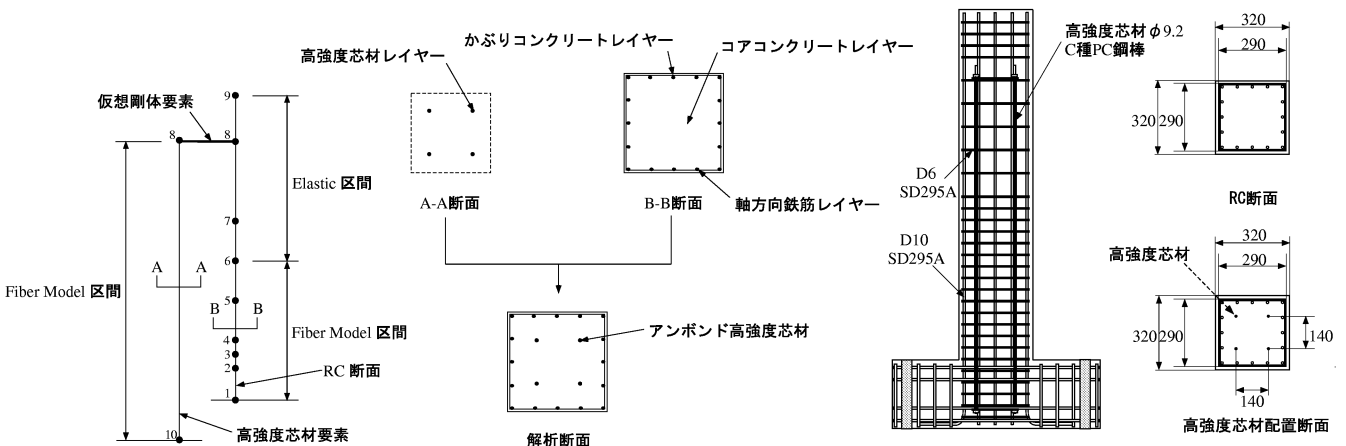 仮想剛体要素
9
8
8
7
6
5
4
3
2
1
10
A
A
B
B
Elastic 区間
Fiber Model 区間
Fiber Model 区間
RC 断面
高強度芯材要素
高強度芯材レイヤー
かぶりコンクリートレイヤー
コアコンクリートレイヤー
A-A断面
B-B断面
軸方向鉄筋レイヤー
アンボンド高強度芯材
解析断面
高強度芯材φ9.2
C種PC鋼棒
D6
SD295A
D10
SD295A
320
290
320
290
RC断面
320
290
高強度芯材
320
290
140
140
高強度芯材配置断面